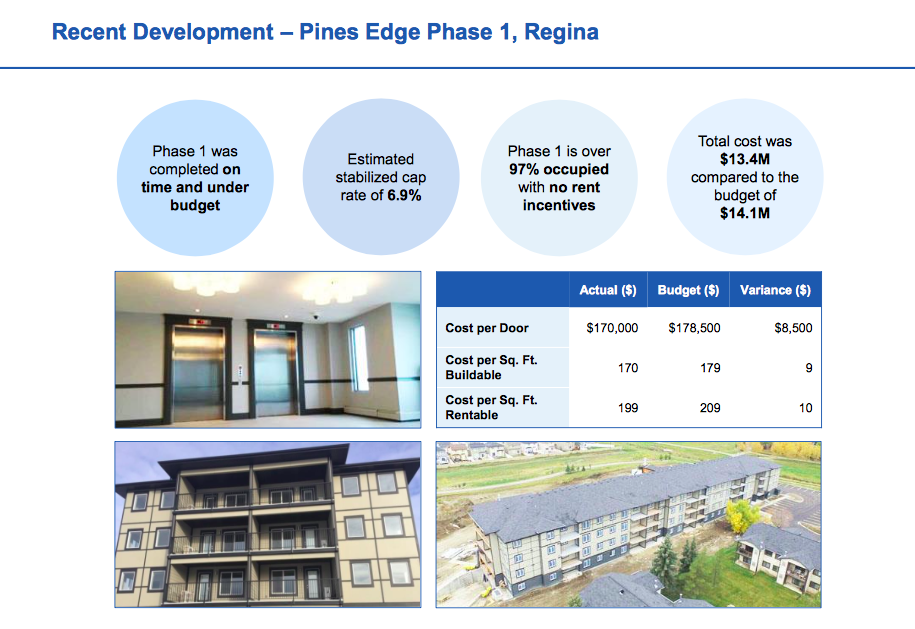 Recent Development – Pines Edge Phase 1, Regina
Phase 1 was
completed on
time and under
budget
Estimated
stabilized cap
rate of 6.9%
Phase 1 is over
97% occupied
with no rent
incentives
Total cost was
$13.4M
compared to the
budget of
$14.1M
Actual ($) Budget ($) Variance ($)
Cost per Door $170,000 $178,500 $8,500
Cost per Sq. Ft.
Buildable 170 179 9
Cost per Sq. Ft.
Rentable 199 209 10